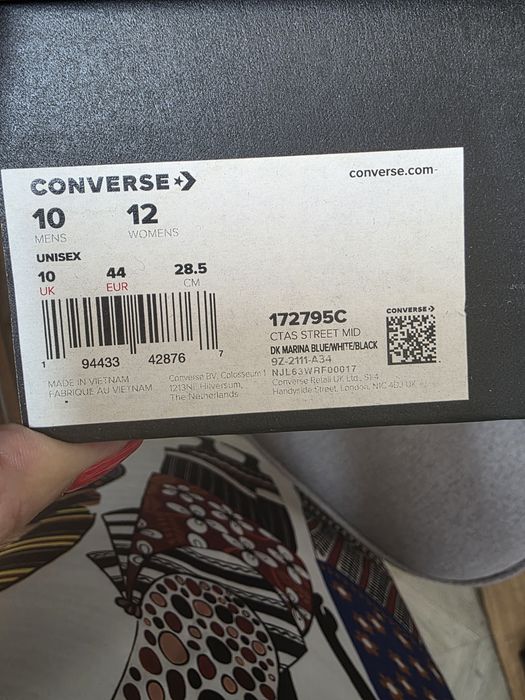 CONVERSE
converse.com
10 12
MENS WOMENS
UNISEX
10 44 28.5
UK EUR CM
1 94433 42876 7
MADE IN VIETNAM
FABRIQUE AU VIETNAM
Converse BV, Colosseum 1
1213NL Hilversum,
The Netherlands
172795C
CTAS STREET MID
DK MARINA BLUE/WHITE/BLACK
9Z-2111-A34
NJL63WRF00017
Converse Retail UK Ltd., S1-4
Handyside Street, London, N1C 4DJ UK
CONVERSE